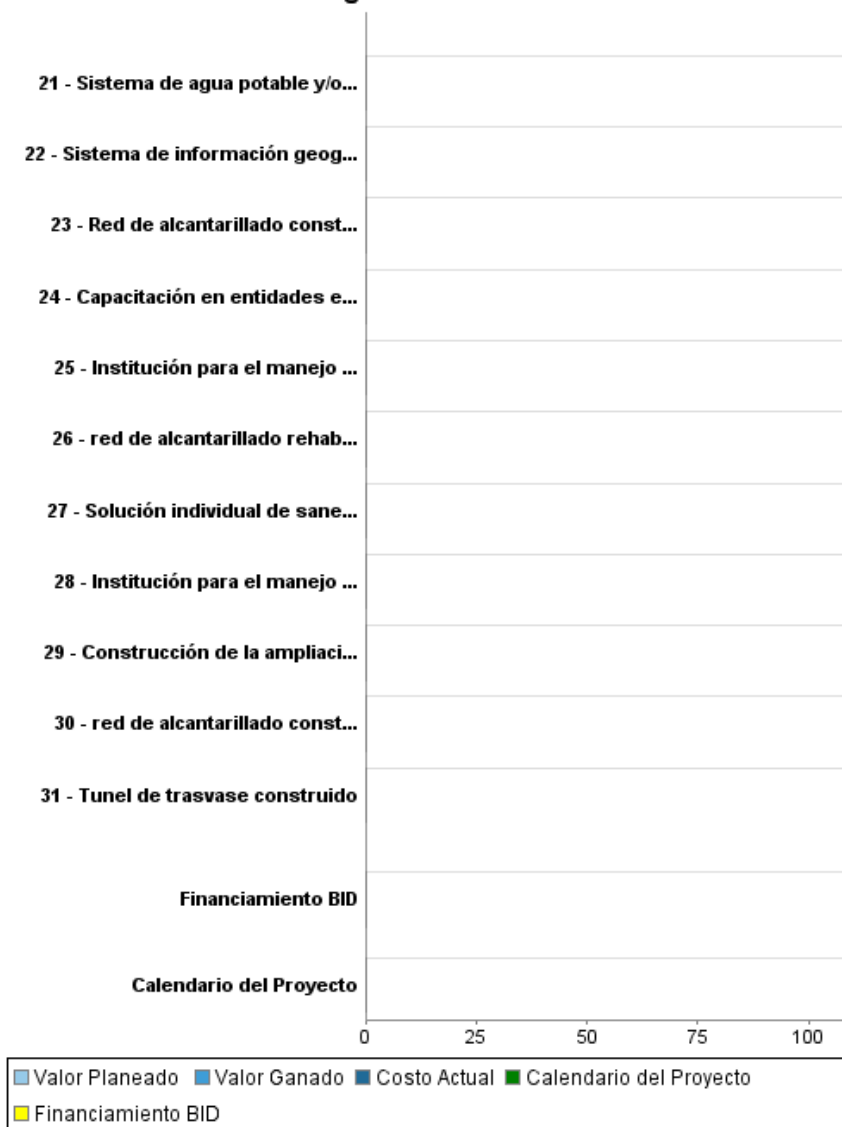 21 - Sistema de agua potable y/o...
22 - Sistema de información geog...
23 - Red de alcantarillado const...
24 - Capacitación en entidades e...
25 - Institución para el manejo ...
26 - red de alcantarillado rehab...
27 - Solución individual de sane...
28 - Institución para el manejo ...
29 - Construcción de la ampliaci...
30 - red de alcantarillado const...
31 - Tunel de trasvase construido
Financiamiento BID
Calendario del Proyecto
0 25 50 75 100
Valor Planeado Valor Ganado Costo Actual Calendario del Proyecto
Financiamiento BID